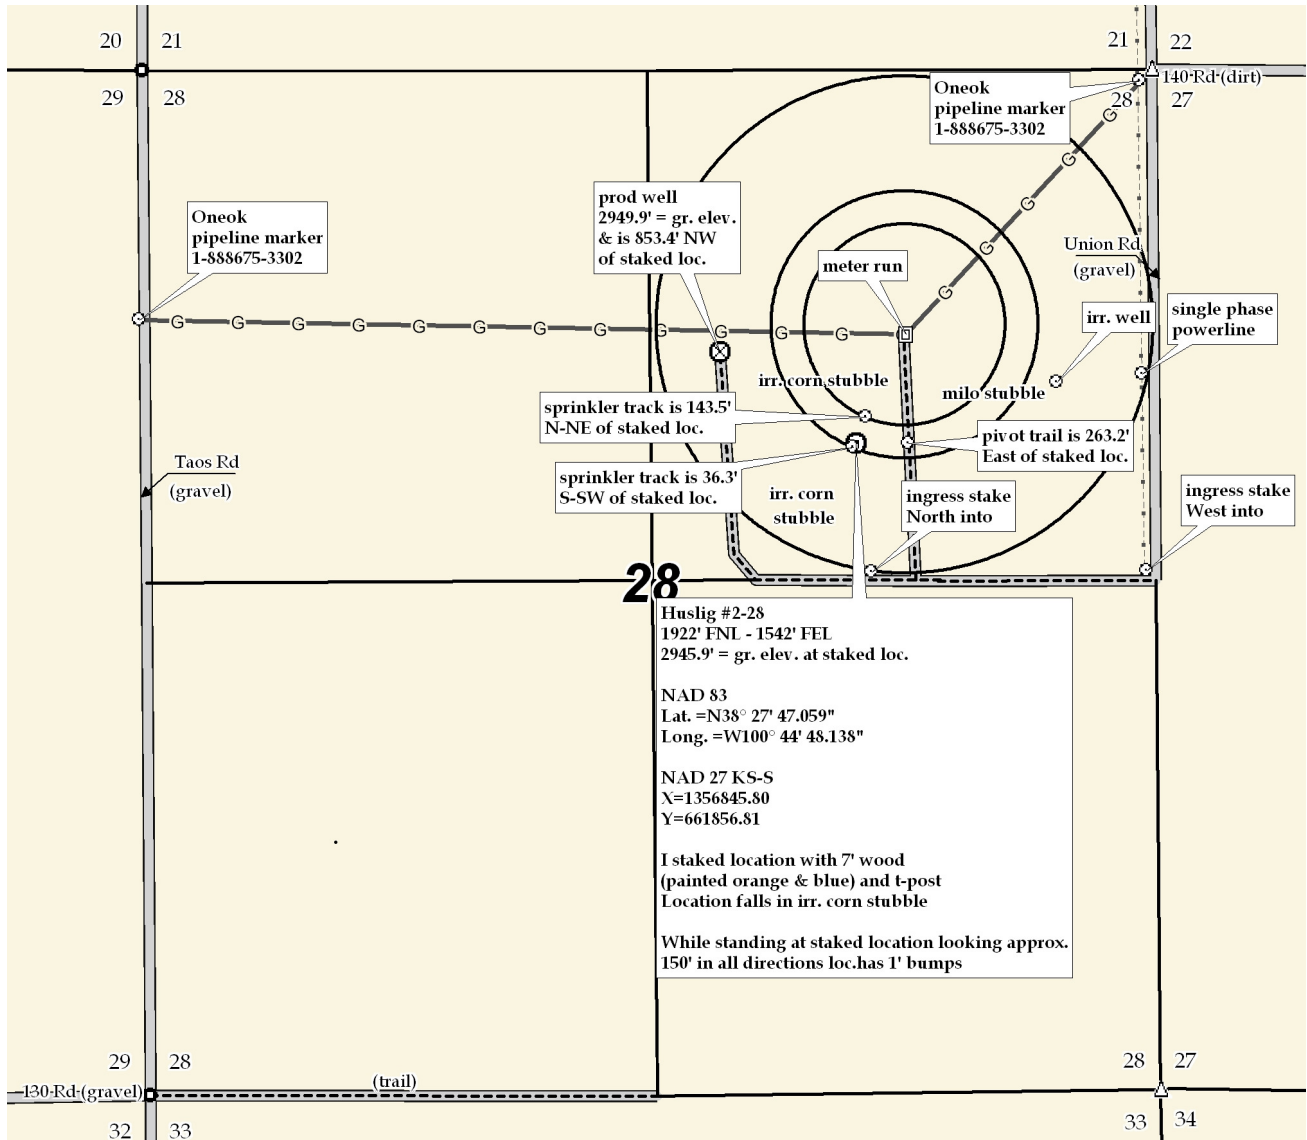 20 21
21 22
140 Rd (dirt)
29 28
28 27
Oneok
pipeline marker
1-888675-3302
prod well
2949.9' = gr. elev.
& is 853.4' NW
of staked loc.
Oneok
pipeline marker
1-888675-3302
Union Rd
(gravel)
meter run
irr. well
single phase
powerline
G G G G G G G G G G G G
G G G G G
irr. corn stubble
milo stubble
sprinkler track is 143.5'
N-NE of staked loc.
pivot trail is 263.2'
East of staked loc.
Taos Rd
(gravel)
sprinkler track is 36.3'
S-SW of staked loc.
irr. corn
stubble
ingress stake
North into
ingress stake
West into
28
Huslig #2-28
1922' FNL - 1542' FEL
2945.9' = gr. elev. at staked loc.
NAD 83
Lat. =N38° 27' 47.059"
Long. =W100° 44' 48.138"
NAD 27 KS-S
X=1356845.80
Y=661856.81
I staked location with 7' wood
(painted orange & blue) and t-post
Location falls in irr. corn stubble
While standing at staked location looking approx.
150' in all directions loc.has 1' bumps
29 28
28 27
(trail)
130 Rd (gravel)
32 33
33 34